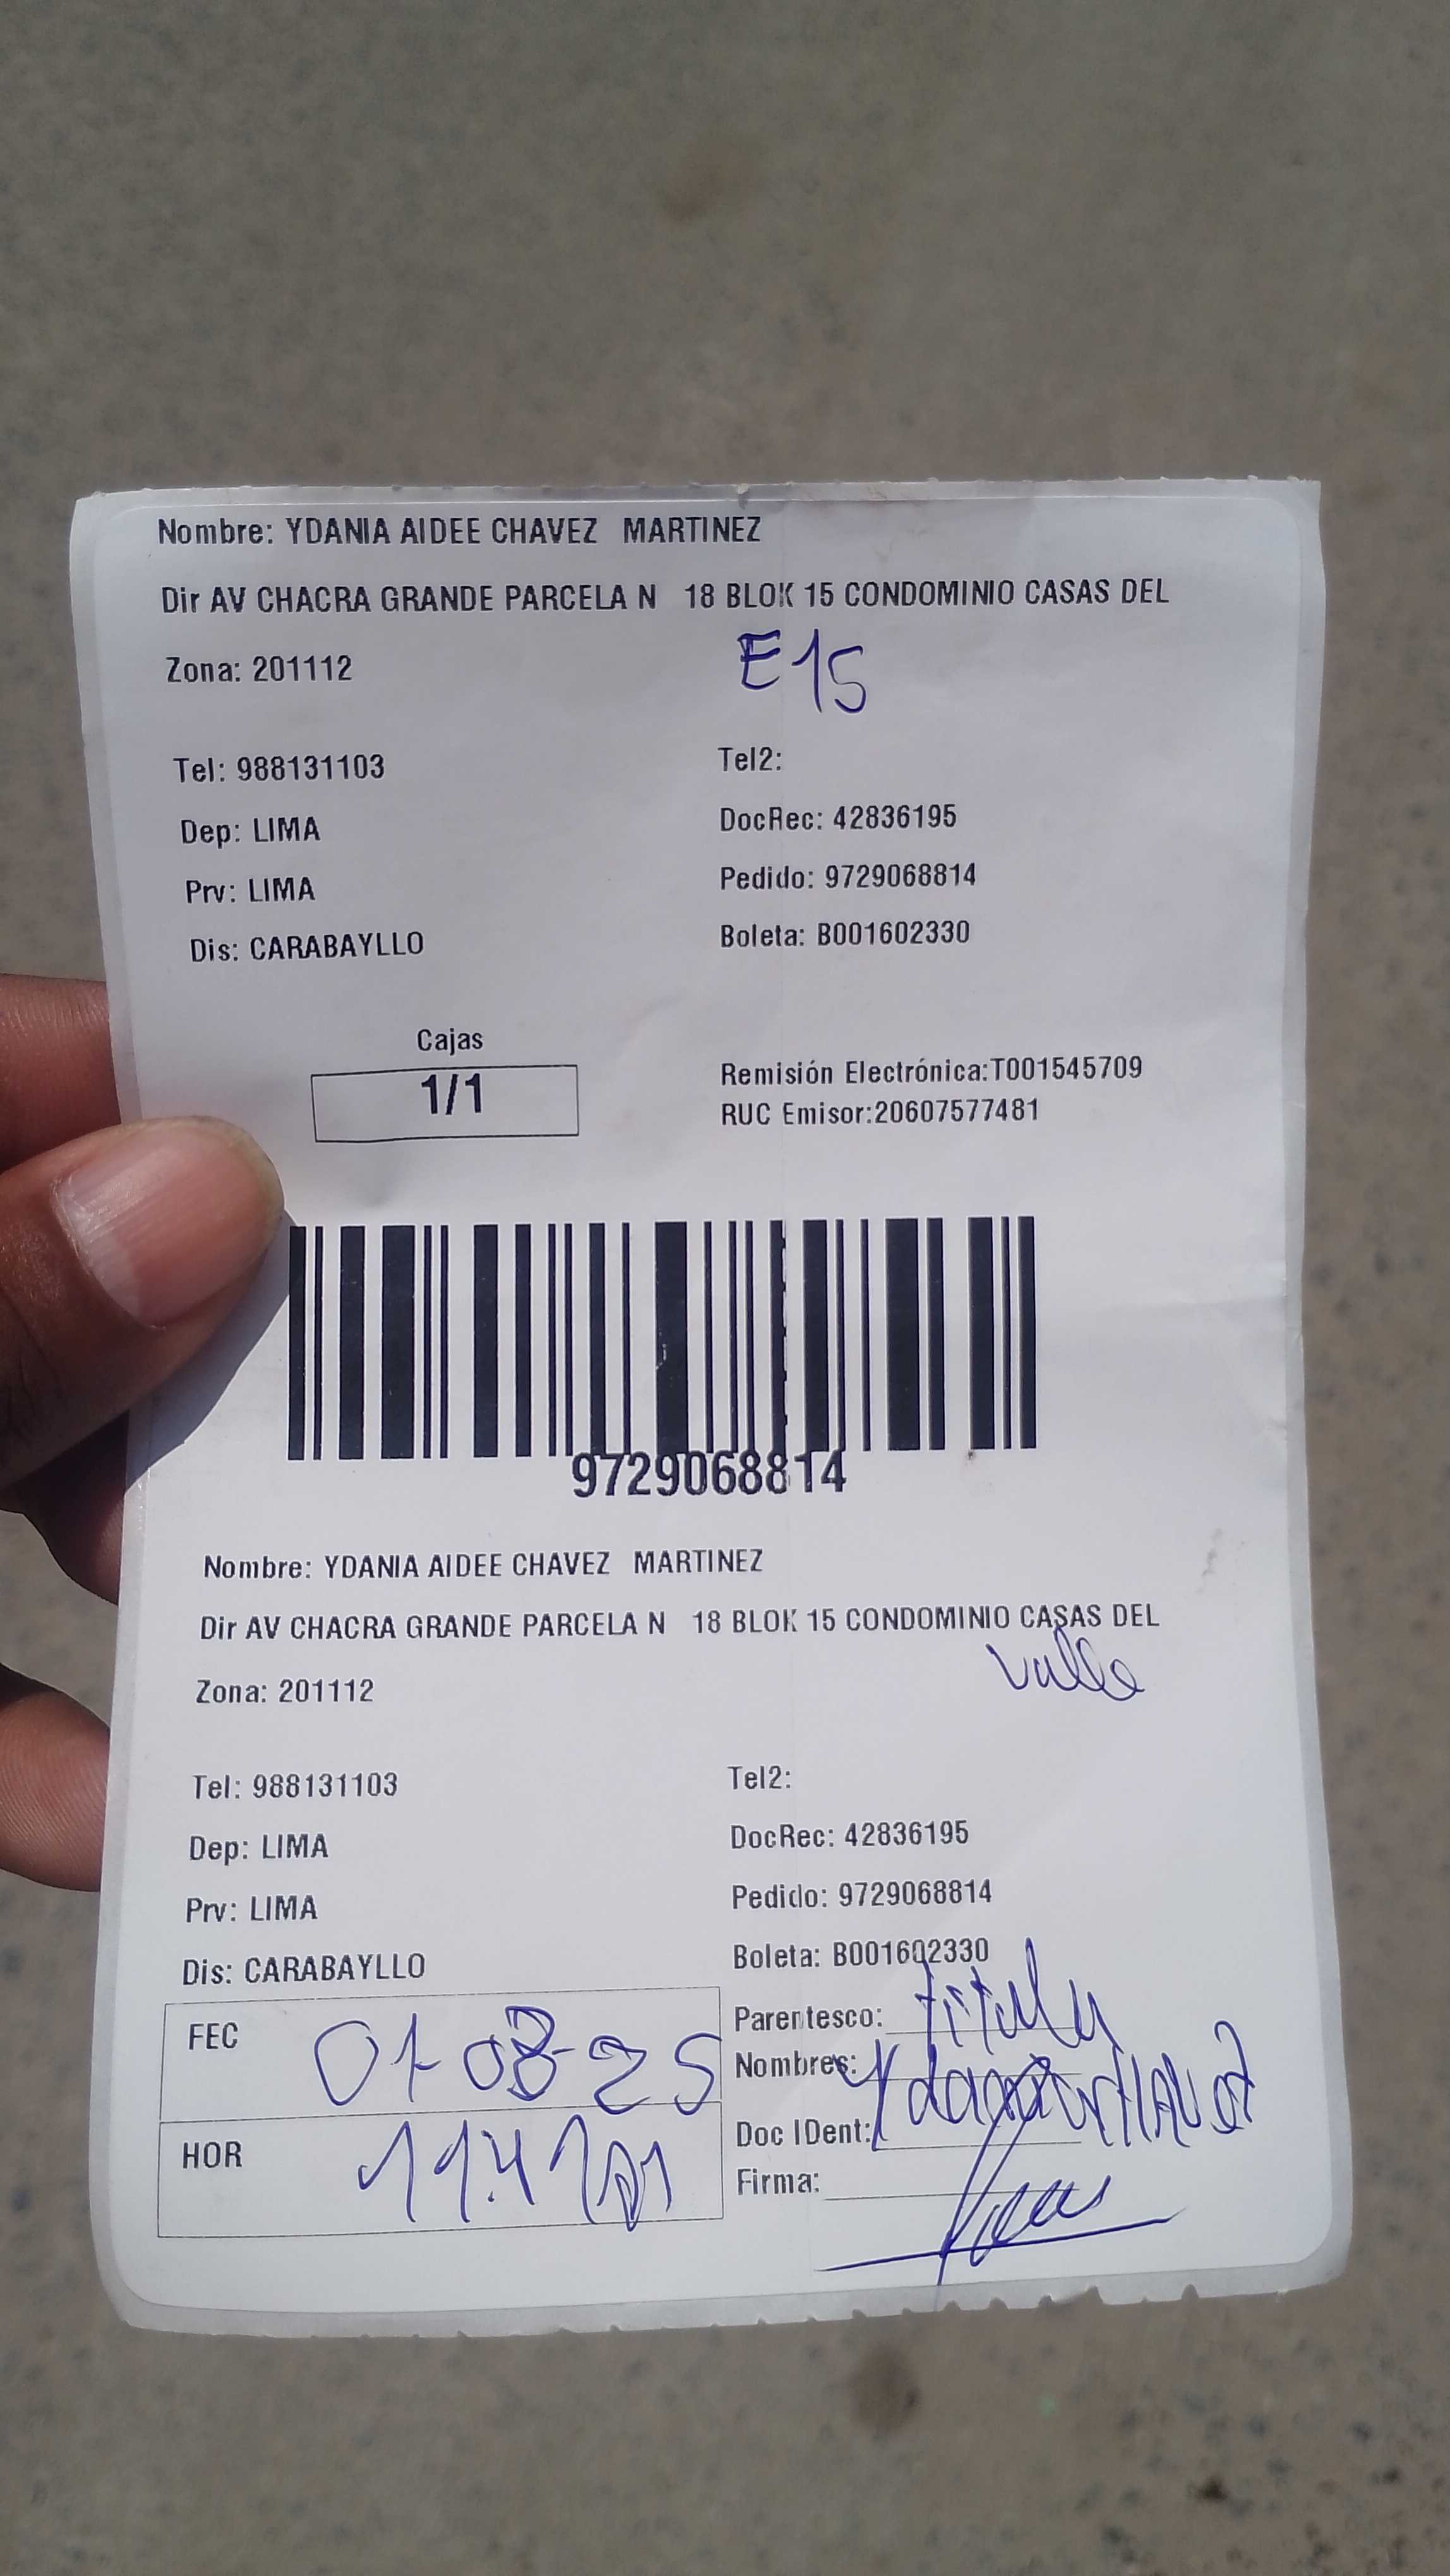 Nombre: YDANIA AIDEE CHAVEZ MARTINEZ
Dir AV CHACRA GRANDE PARCELA N 18 BLOK 15 CONDOMINIO CASAS DEL
E15
Zona: 201112
Tel: 988131103 Tel2:
Dep: LIMA DocRec: 42836195
Prv: LIMA Pedido: 9729068814
Dis: CARABAYLLO Boleta: B001602330
Cajas
1/1
Remisión Electrónica:T001545709
RUC Emisor:20607577481
9729068814
Nombre: YDANIA AIDEE CHAVEZ MARTINEZ
Dir AV CHACRA GRANDE PARCELA N 18 BLOK 15 CONDOMINIO CASAS DEL
Valle
Zona: 201112
Tel: 988131103 Tel2:
Dep: LIMA DocRec: 42836195
Prv: LIMA Pedido: 9729068814
Dis: CARABAYLLO Boleta: B001602330
FEC
HOR
Parentesco:
Nombres:
Doc IDent:
Firma: